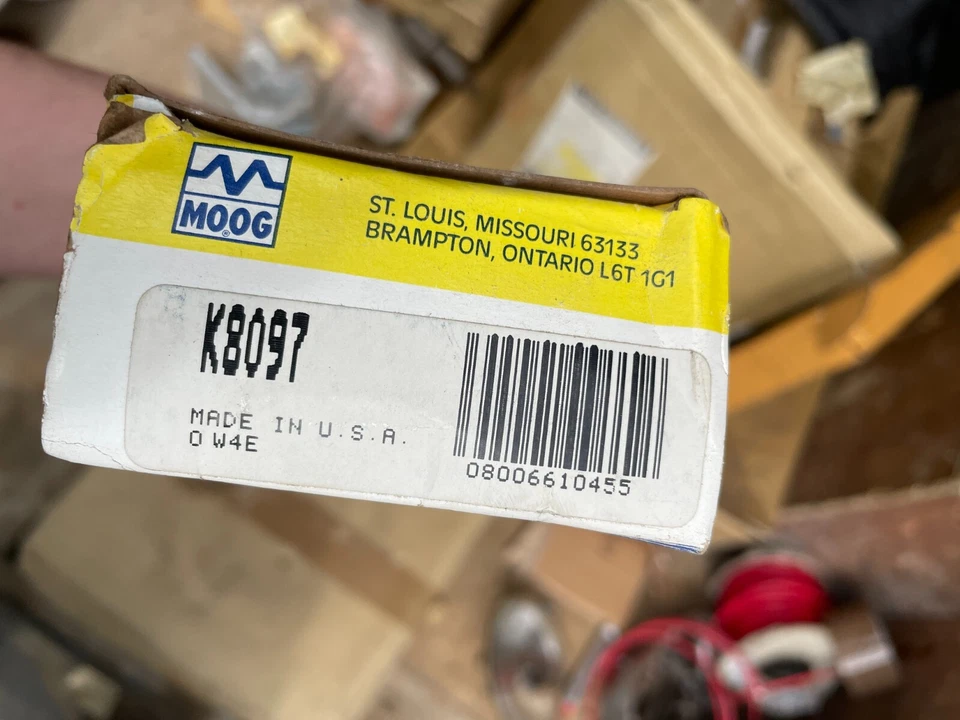 MOOG
ST. LOUIS, MISSOURI 63133
BRAMPTON, ONTARIO L6T 1G1
K8097
MADE IN U.S.A.
0 W4E
08006610455